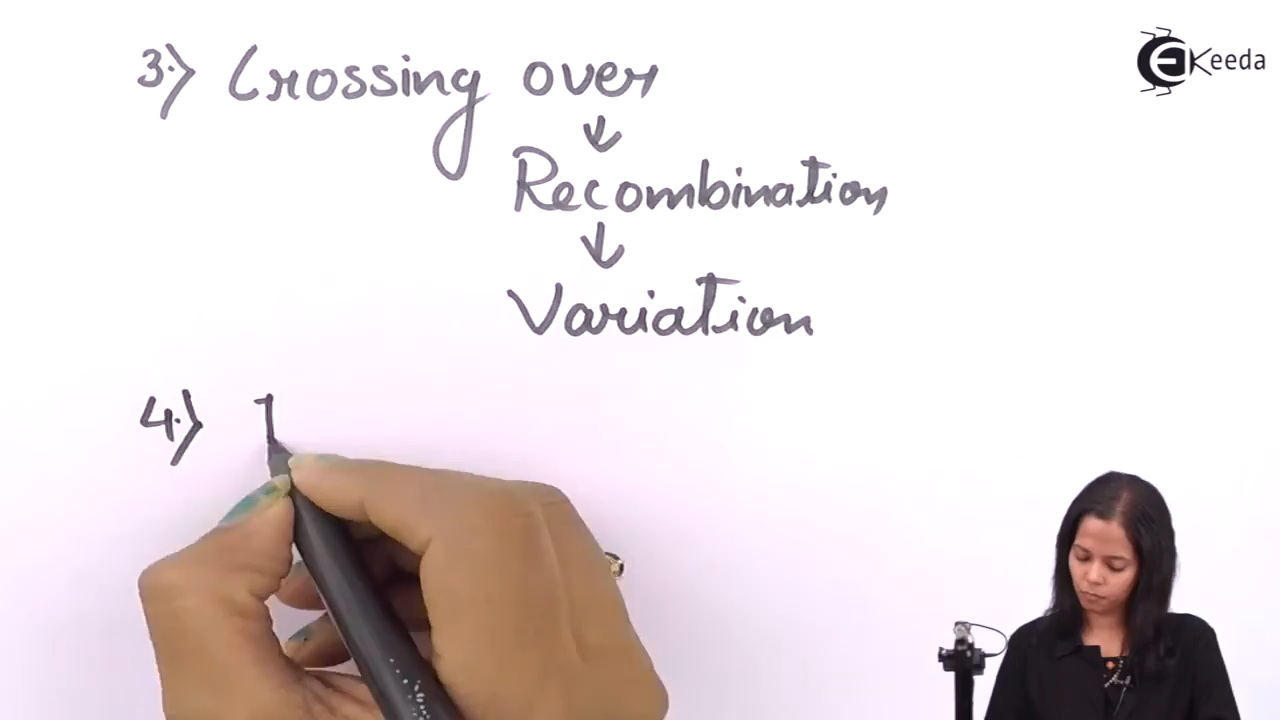 Ekeeda
3.) Crossing over
↓
Recombination
↓
Variation
4.)